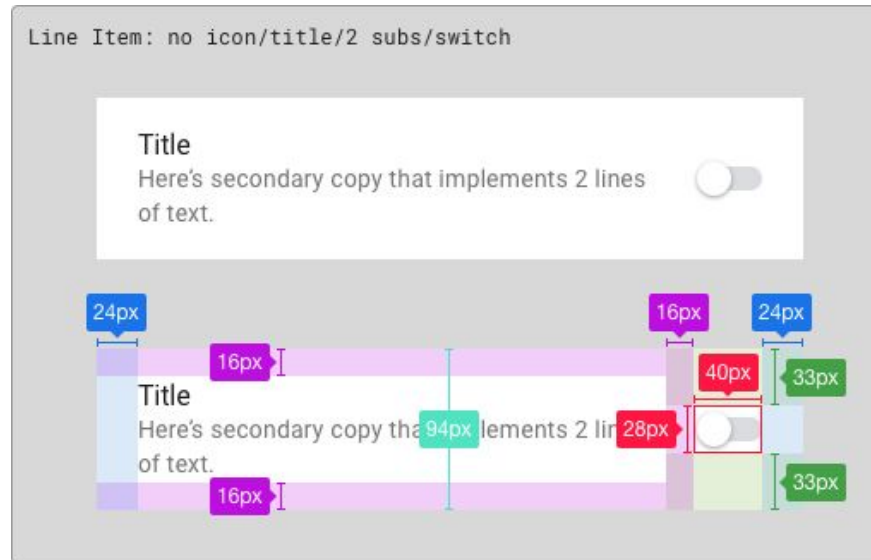 Line Item: no icon/title/2 subs/switch
Title
Here's secondary copy that implements 2 lines
of text.
24px
16px
24px
16px
40px
33px
Title
Here's secondary copy tha 94px lements 2 lin 28px
of text.
16px
33px